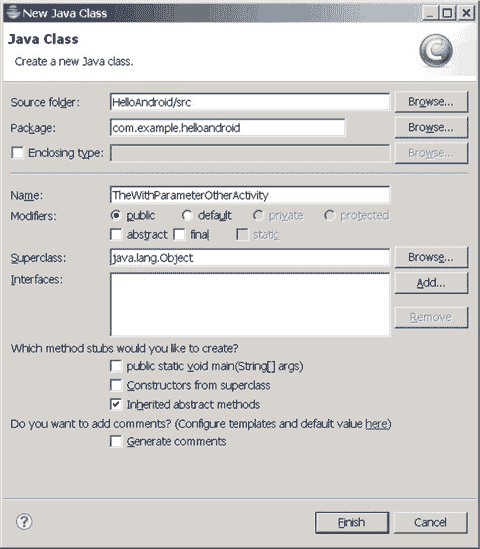 New Java Class
Java Class
Create a new Java class.
C
Source folder: HelloAndroid/src Browse...
Package: com.example.helloandroid Browse...
Enclosing type: Browse...
Name: TheWithParameterOtherActivity
Modifiers: public default private protected
abstract final static
Superclass: java.lang.Object Browse...
Interfaces: Add...
Remove
Which method stubs would you like to create?
public static void main(String[] args)
Constructors from superclass
Inherited abstract methods
Do you want to add comments? (Configure templates and default value here)
Generate comments
? Finish Cancel